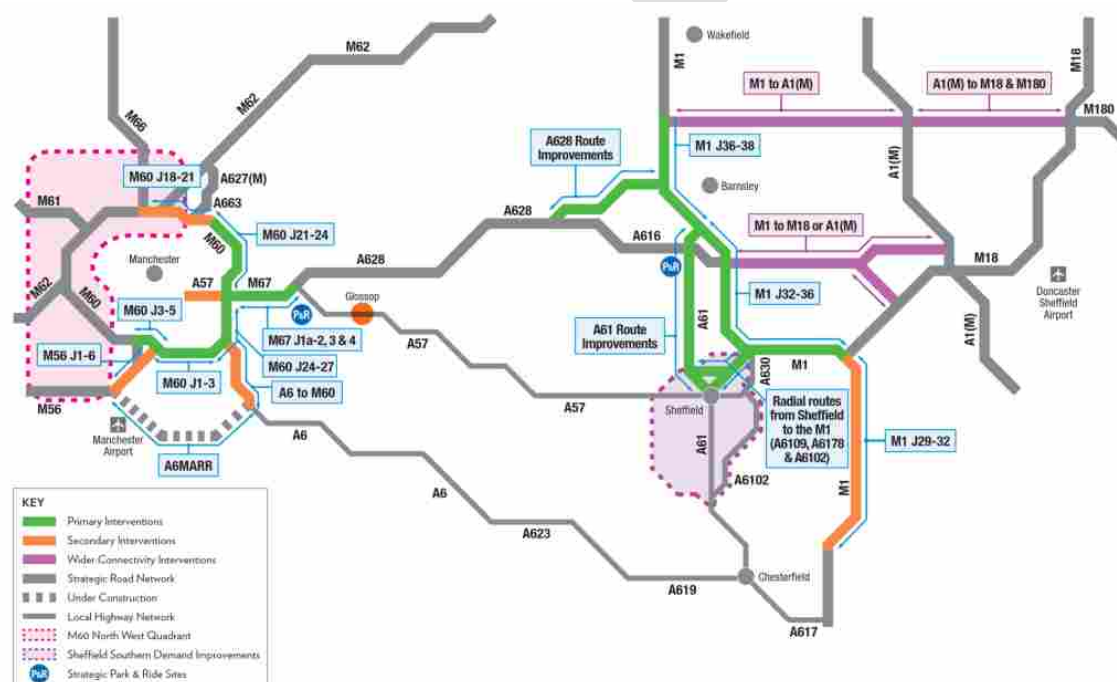 M62
M66
M62
M60 J18-21
A627(M)
A663
M61
M60
M60 J21-24
Manchester
A57
M67
M62
M60
M60 J3-5
P&R
Glossop
M56 J1-6
M67 J1a-2, 3 & 4
M60 J24-27
M60 J1-3
A6 to M60
M56
Manchester
Airport
A6MARR
A628
A57
A57
A6
A6
A623
A619
Chesterfield
A617
Wakefield
M1
M1 to A1(M)
A1(M) to M18 & M180
M18
M180
A628 Route
Improvements
M1 J36-38
Barnsley
A1(M)
A628
A616
M1 to M18 or A1(M)
M18
P&R
M1 J32-36
Doncaster
Sheffield
Airport
A61
A61 Route
Improvements
A1(M)
A630
M1
Sheffield
Radial routes
from Sheffield
to the M1
(A6109, A6178
& A6102)
M1 J29-32
A61
A6102
M1
KEY
Primary Interventions
Secondary Interventions
Wider Connectivity Interventions
Strategic Road Network
Under Construction
Local Highway Network
M60 North West Quadrant
Sheffield Southern Demand Improvements
P&R
Strategic Park & Ride Sites